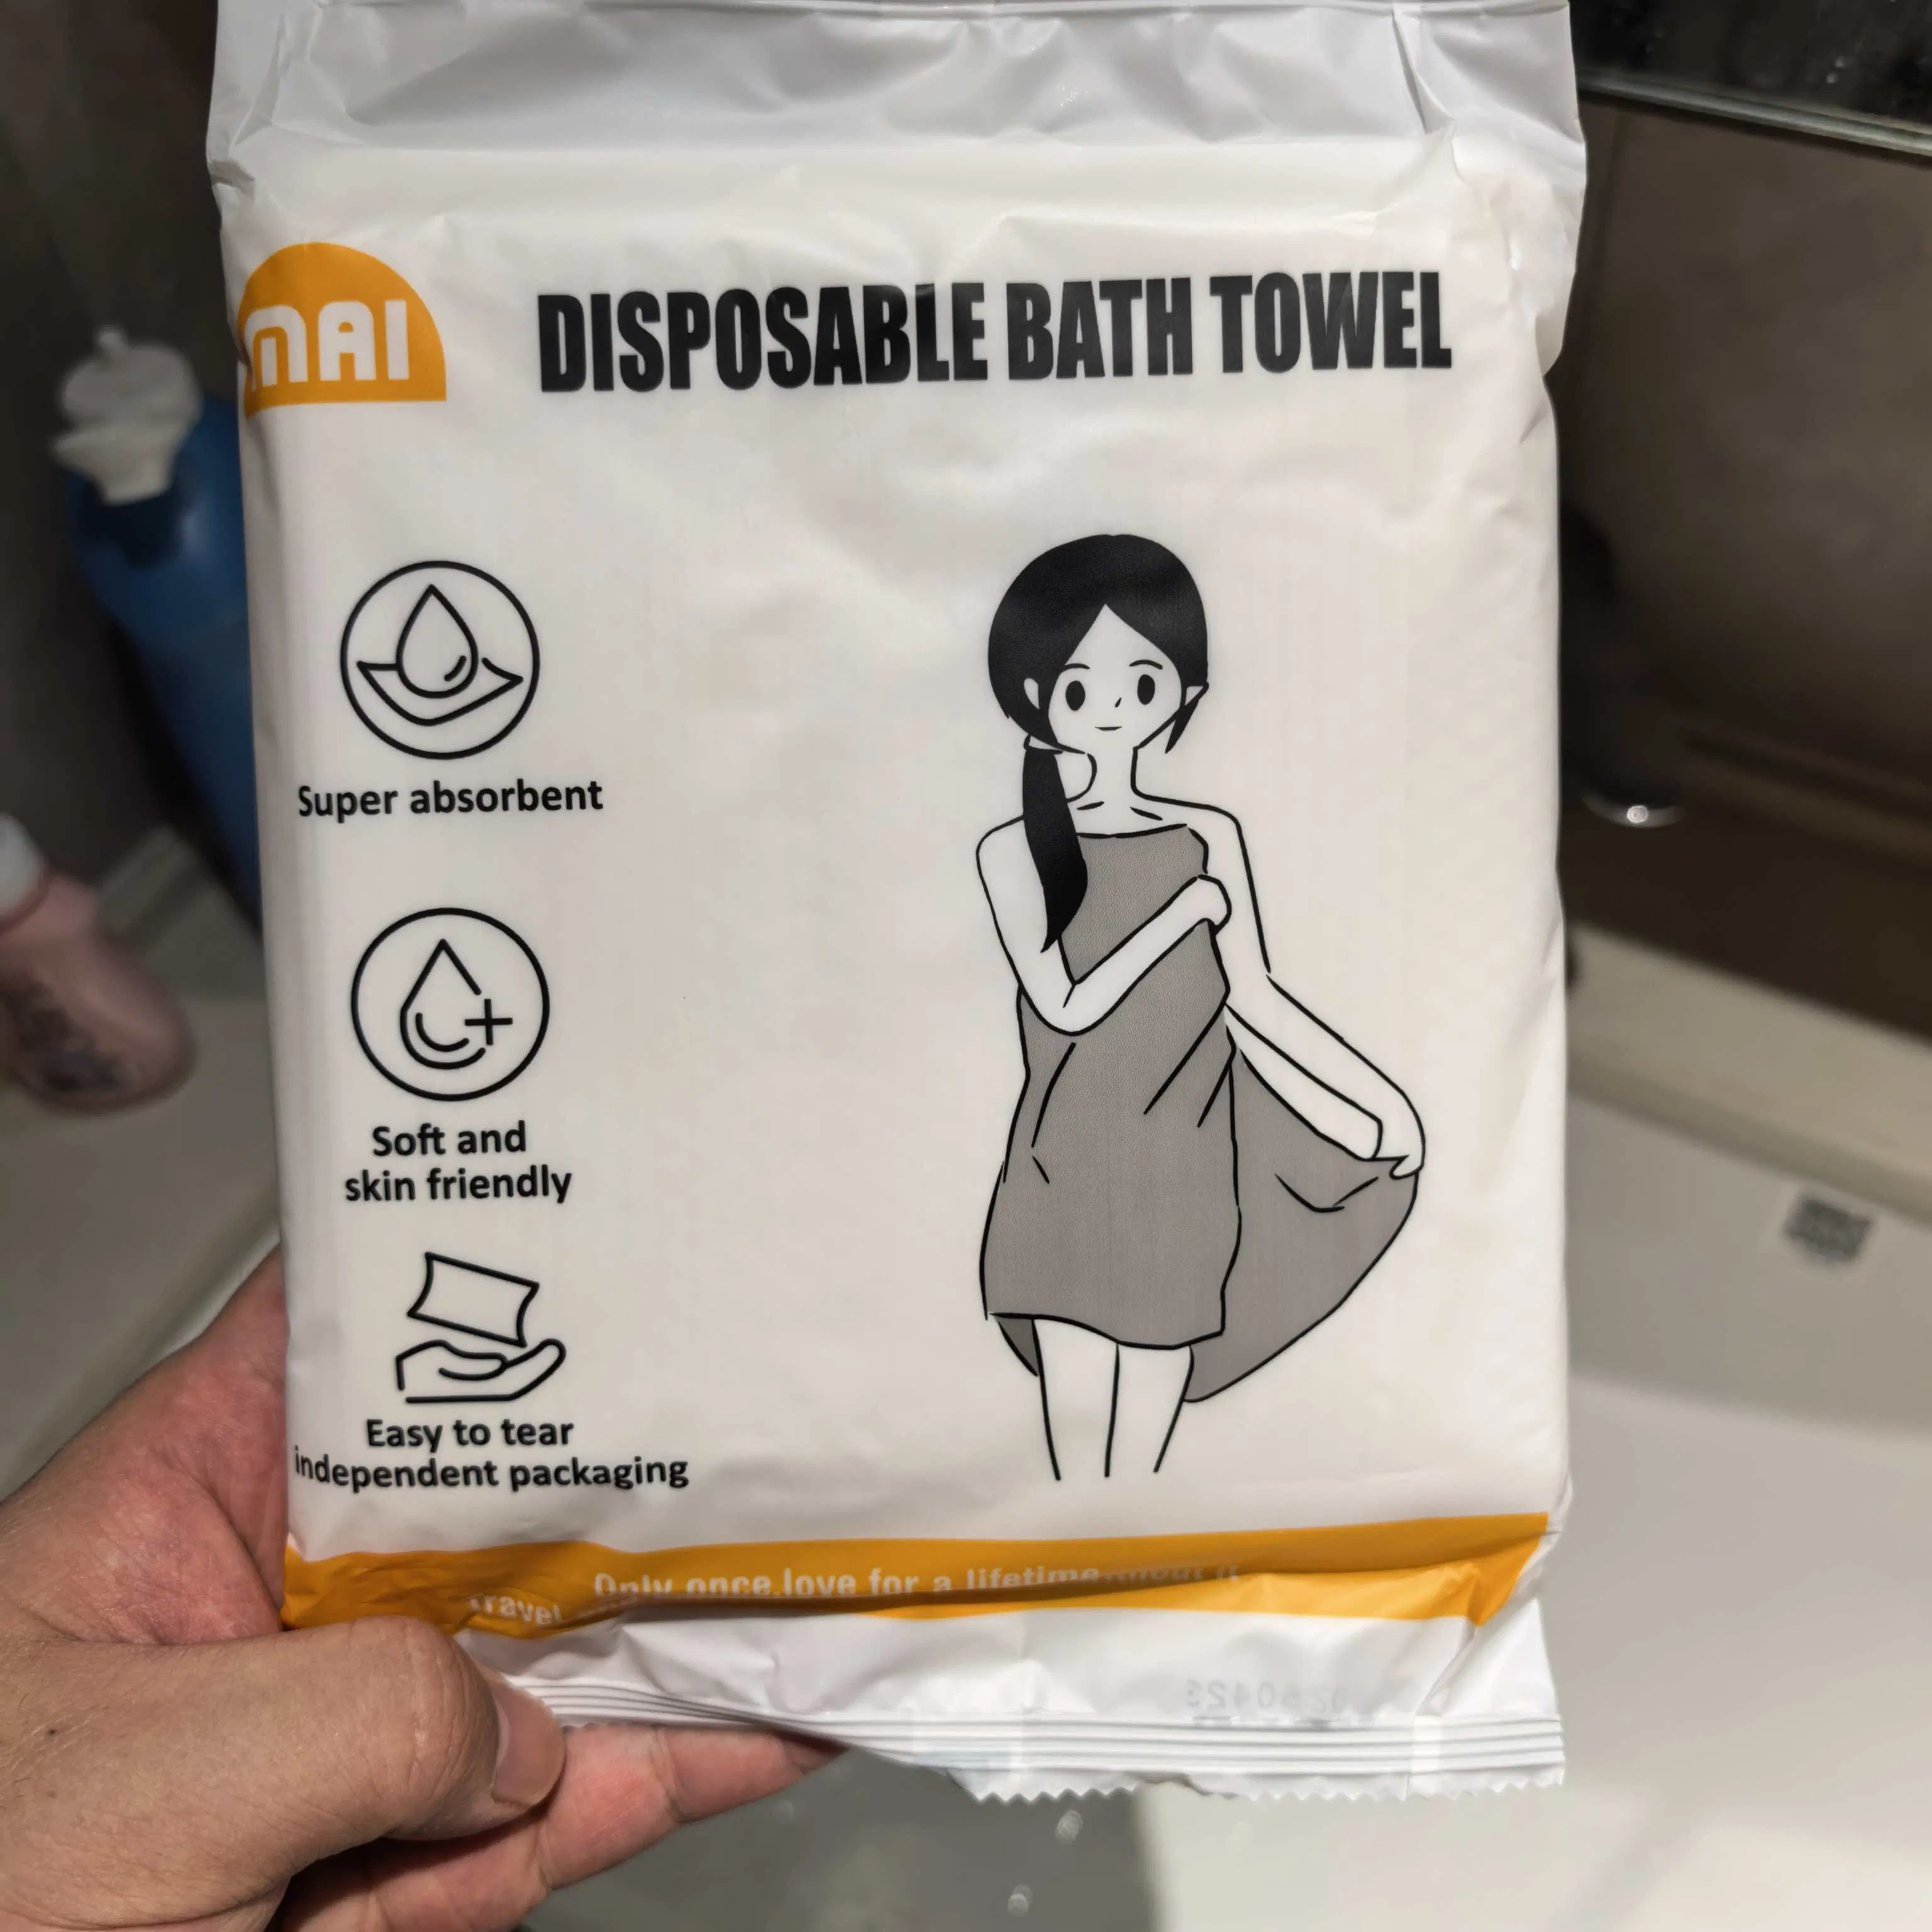 MAI
DISPOSABLE BATH TOWEL
Super absorbent
Soft and
skin friendly
Easy to tear
independent packaging
Only once,love for a lifetime
Travel